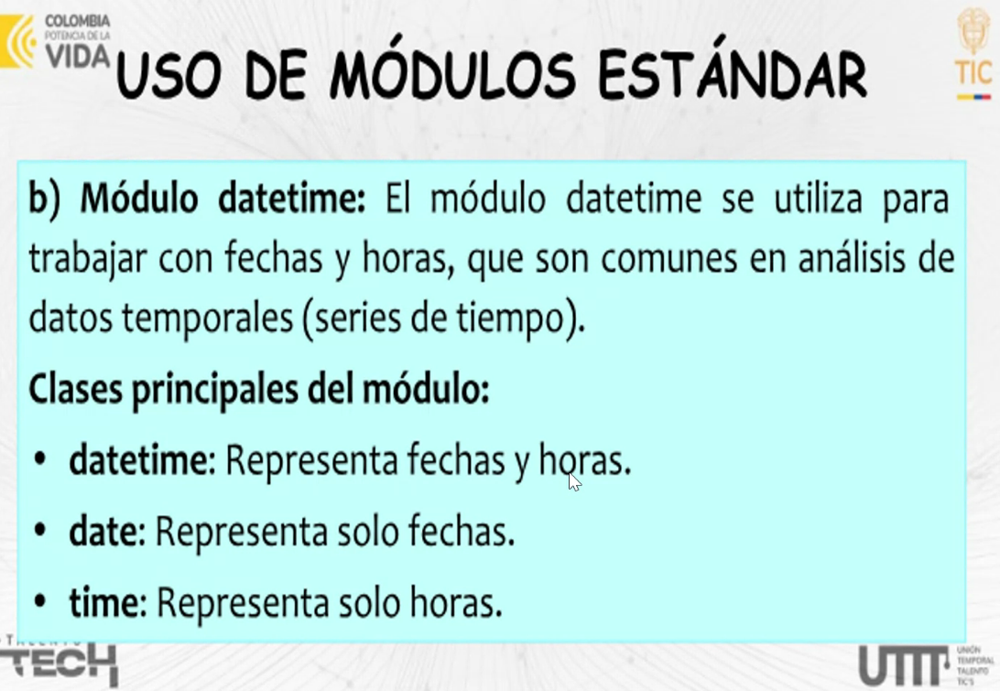 COLOMBIA
POTENCIA DE LA
VIDA
USO DE MÓDULOS ESTÁNDAR
TIC
b) Módulo datetime: El módulo datetime se utiliza para
trabajar con fechas y horas, que son comunes en análisis de
datos temporales (series de tiempo).
Clases principales del módulo:
• datetime: Representa fechas y horas.
• date: Representa solo fechas.
• time: Representa solo horas.
TECH
UNIÓN
TEMPORAL
TALENTO
TIC'S